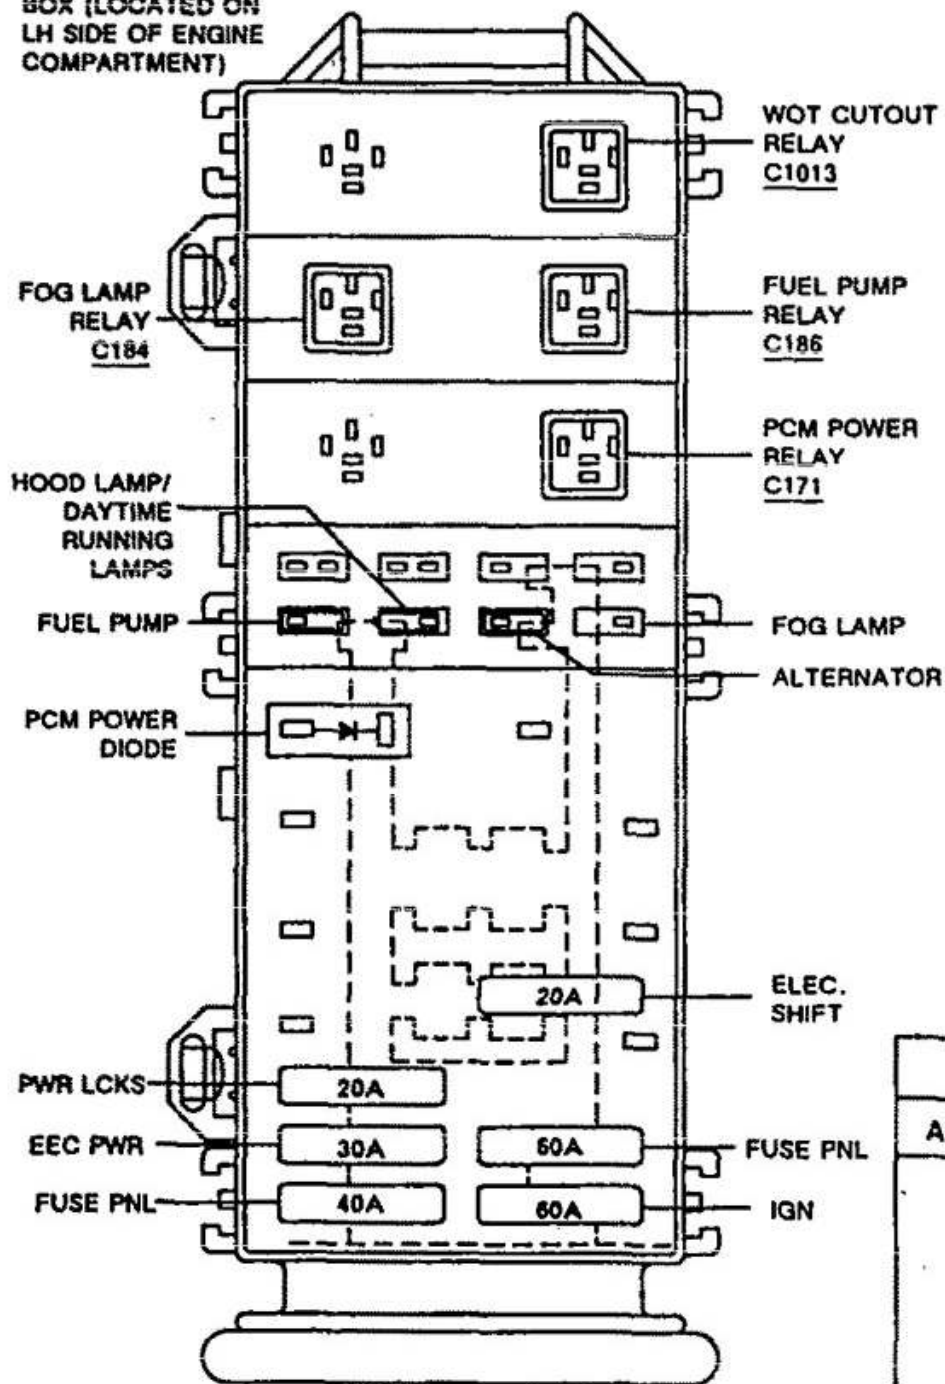 BOX (LOCATED ON
LH SIDE OF ENGINE
COMPARTMENT)
WOT CUTOUT
RELAY
C1013
FOG LAMP
RELAY
C184
FUEL PUMP
RELAY
C186
PCM POWER
RELAY
C171
HOOD LAMP/
DAYTIME
RUNNING
LAMPS
FUEL PUMP
FOG LAMP
ALTERNATOR
PCM POWER
DIODE
20A
ELEC.
SHIFT
PWR LCKS
20A
EEC PWR
30A
60A
FUSE PNL
FUSE PNL
40A
60A
IGN
A